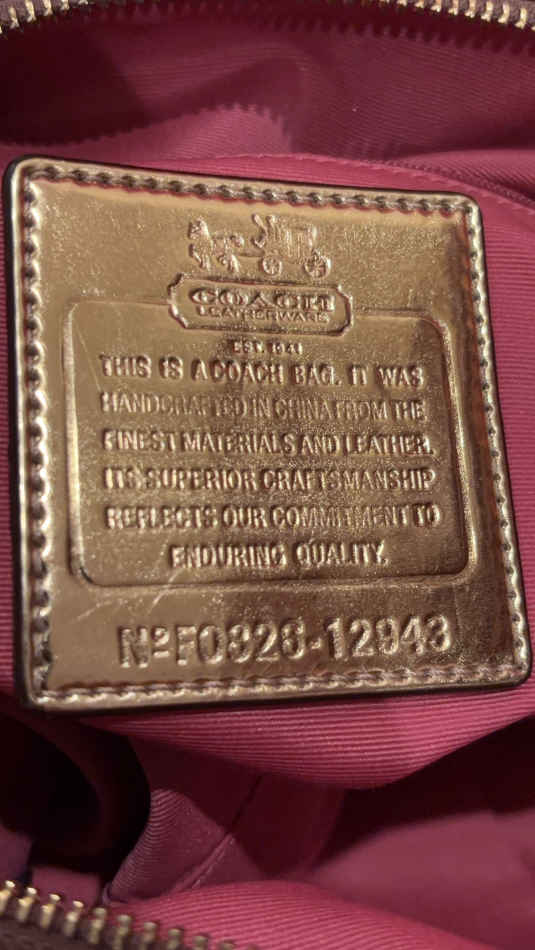 COACH
LEATHERWARE
EST. 1941
THIS IS A COACH BAG. IT WAS
HANDCRAFTED IN CHINA FROM THE
FINEST MATERIALS AND LEATHER.
ITS SUPERIOR CRAFTSMANSHIP
REFLECTS OUR COMMITMENT TO
ENDURING QUALITY.
Nº F0826-12943